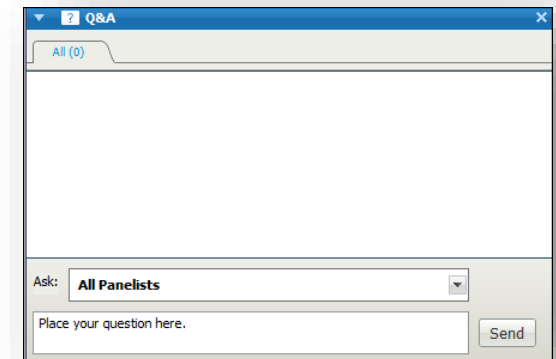 ? Q&A
All (0)
Ask: All Panelists
Place your question here.
Send